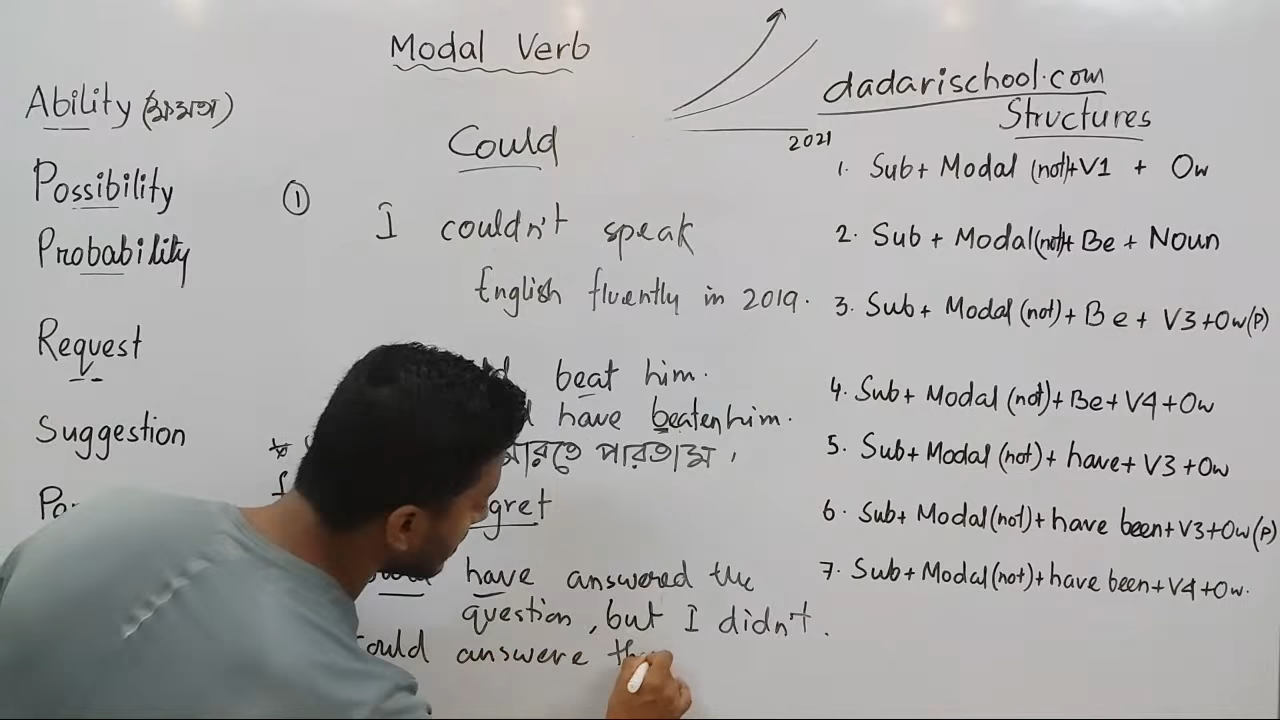 Modal Verb
dadarischool.com
2021
Ability (ক্ষমতা)
Possibility
Probability
Request
Suggestion
Could
①
I couldn't speak
English fluently in 2019.
beat him.
have beatenhim.
মারতে পারতাম ।
have answered the
question, but I didn't.
could answere
Structures
1. Sub + Modal (not)+V1 + Ow
2. Sub + Modal(not)+ Be + Noun
3. Sub + Modal (not) + Be + V3 +Ow(P)
4. Sub + Modal (not) + Be + V4 + Ow
5. Sub + Modal (not) + have + V3 + Ow
6. Sub + Modal (not) + have been + V3 + Ow(P)
7. Sub + Modal (not) + have been + V4 + Ow.